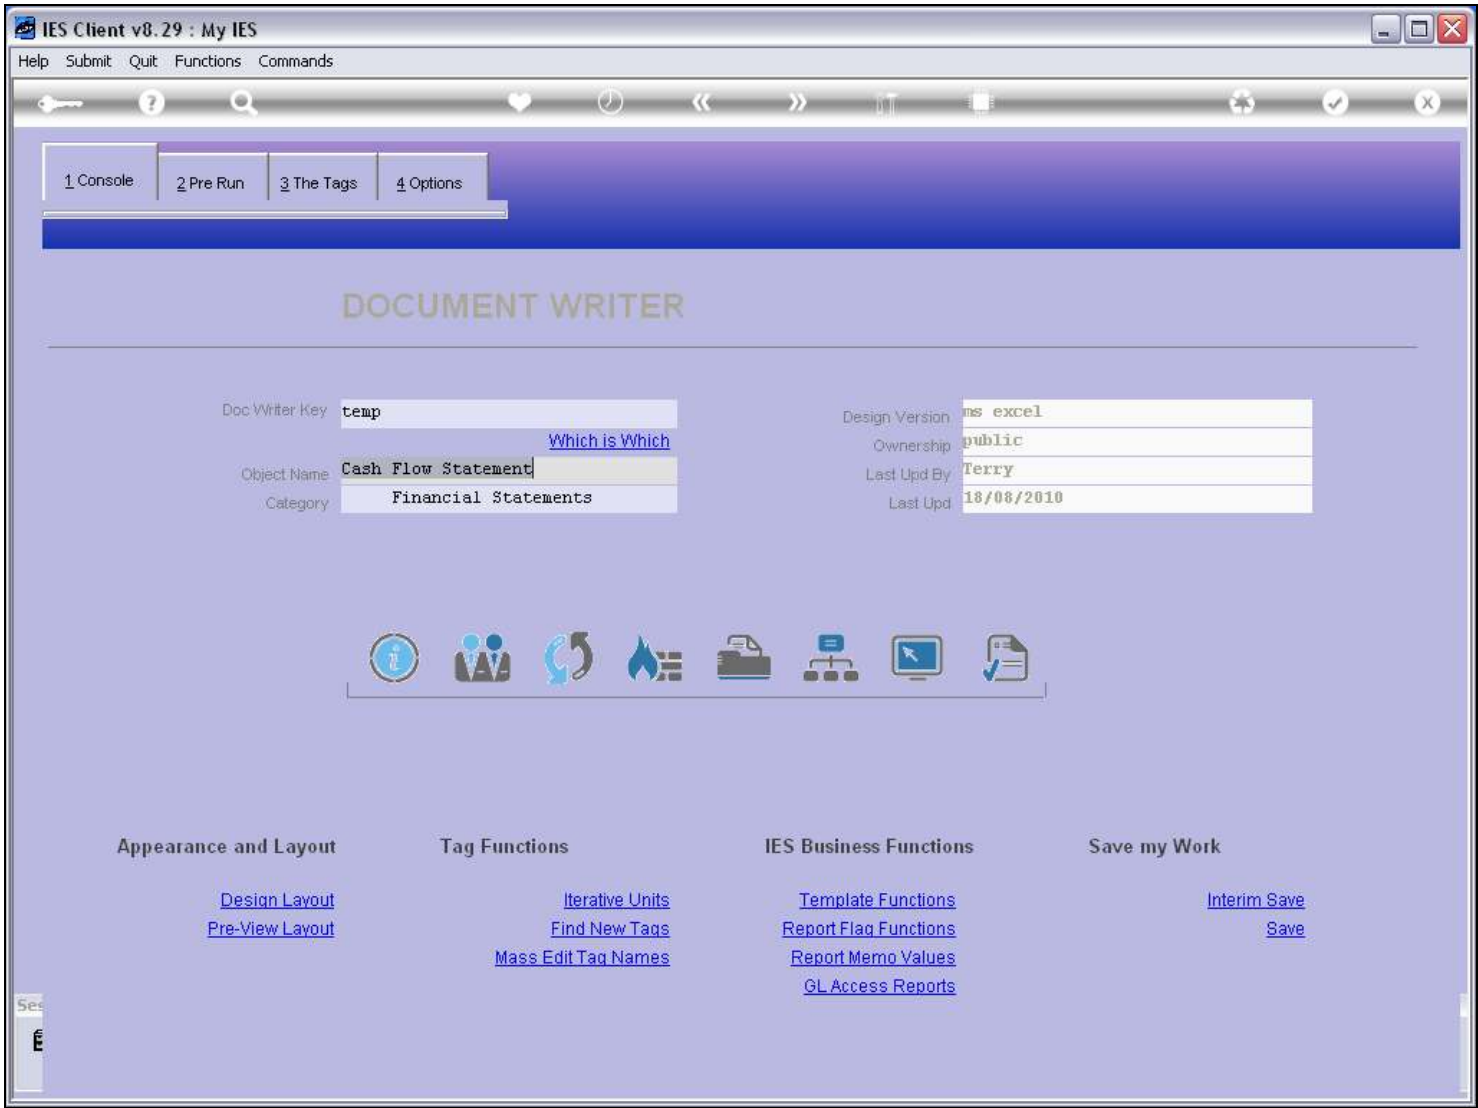 IES Client v8.29 : My IES
Help Submit Quit Functions Commands
1 Console 2 Pre Run 3 The Tags 4 Options
DOCUMENT WRITER
Doc Writer Key temp
Which is Which
Object Name Cash Flow Statement
Category Financial Statements
Design Version ms excel
Ownership public
Last Upd By Terry
Last Upd 18/08/2010
Appearance and Layout
Design Layout
Pre-View Layout
Tag Functions
Iterative Units
Find New Tags
Mass Edit Tag Names
IES Business Functions
Template Functions
Report Flag Functions
Report Memo Values
GL Access Reports
Save my Work
Interim Save
Save
Ses